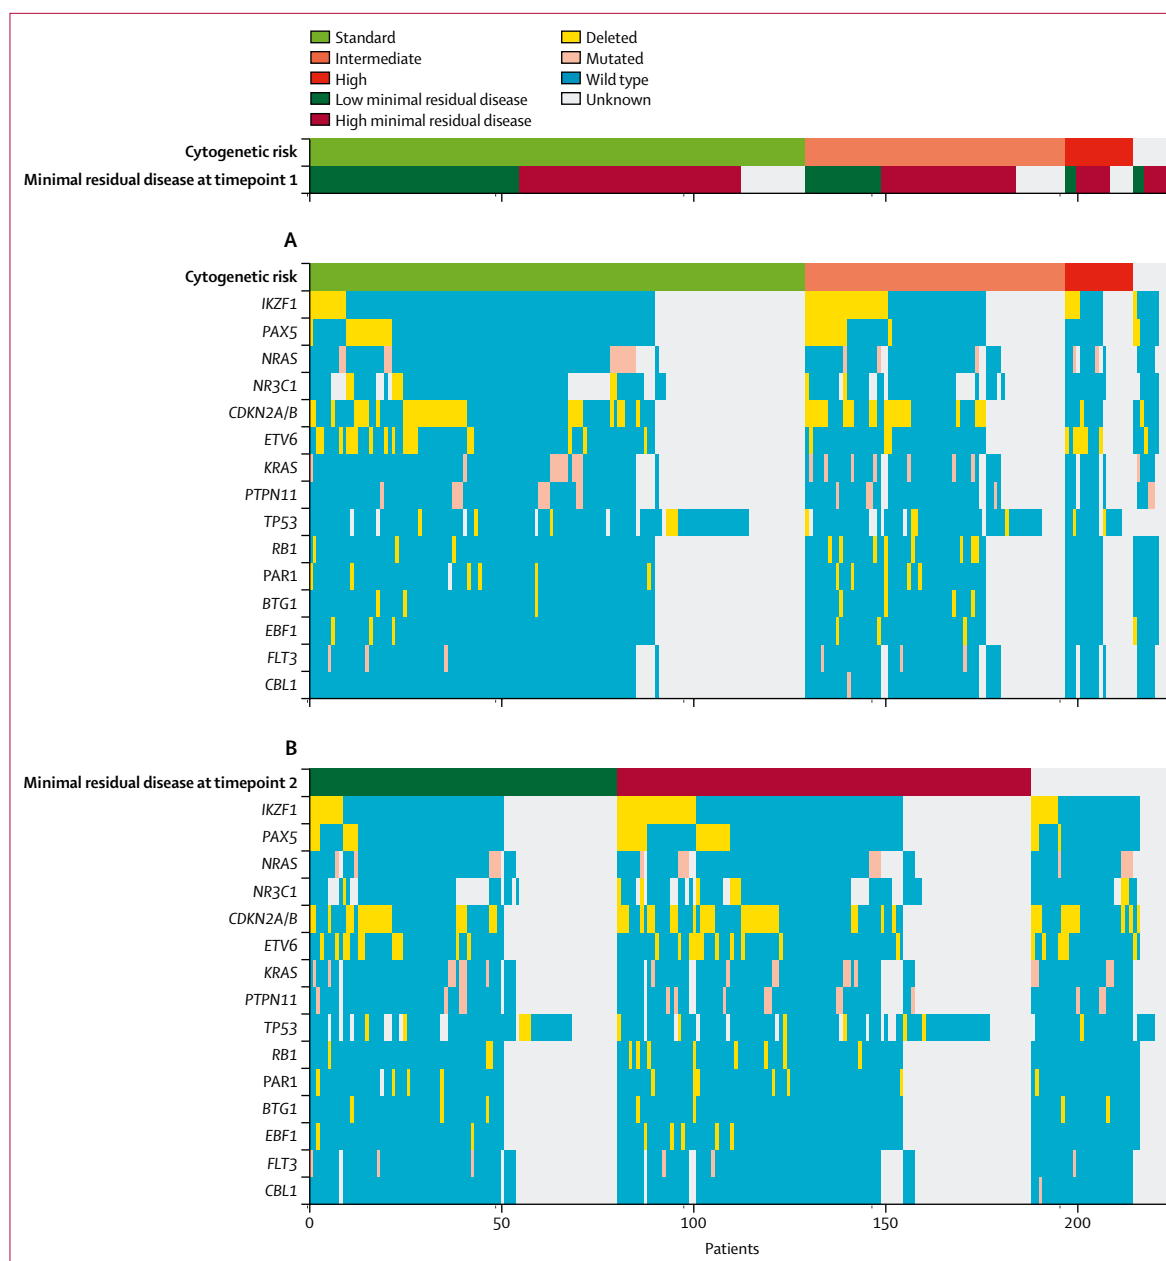 Standard
Intermediate
High
Low minimal residual disease
High minimal residual disease
Deleted
Mutated
Wild type
Unknown
Cytogenetic risk
Minimal residual disease at timepoint 1
A
Cytogenetic risk
IKZF1
PAX5
NRAS
NR3C1
CDKN2A/B
ETV6
KRAS
PTPN11
TP53
RB1
PAR1
BTG1
EBF1
FLT3
CBL1
B
Minimal residual disease at timepoint 2
IKZF1
PAX5
NRAS
NR3C1
CDKN2A/B
ETV6
KRAS
PTPN11
TP53
RB1
PAR1
BTG1
EBF1
FLT3
CBL1
0 50 100 150 200
Patients